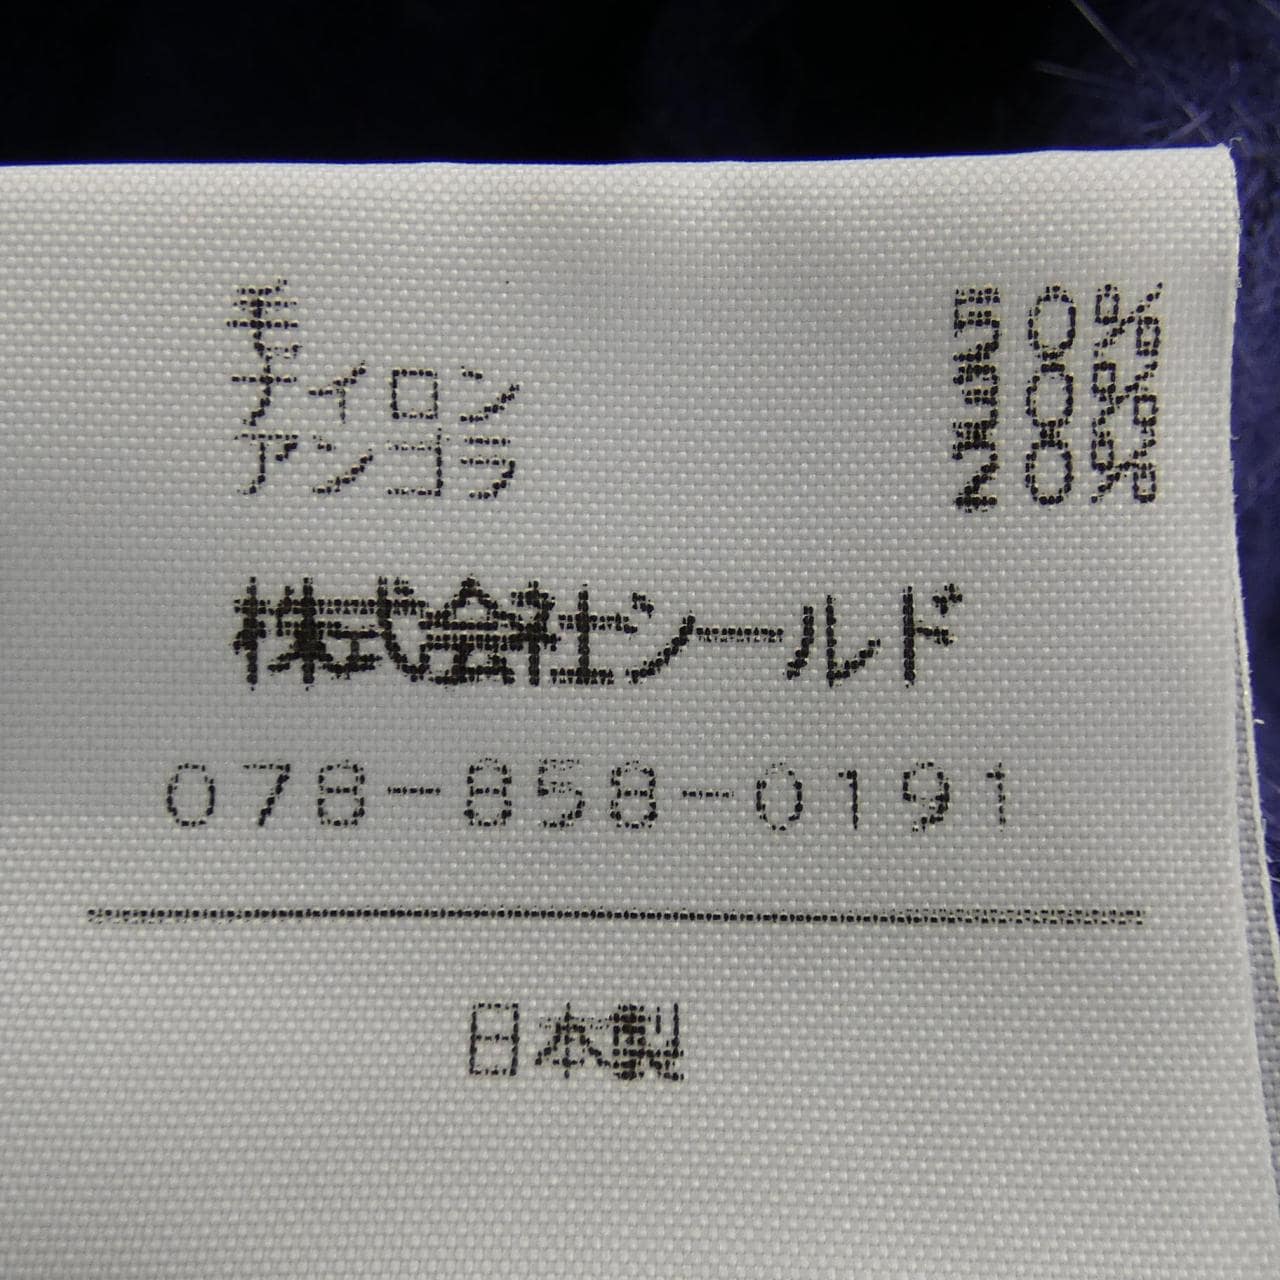 毛 50%
ナイロン 30%
アンゴラ 20%
株式会社シールド
078-858-0191
日本製